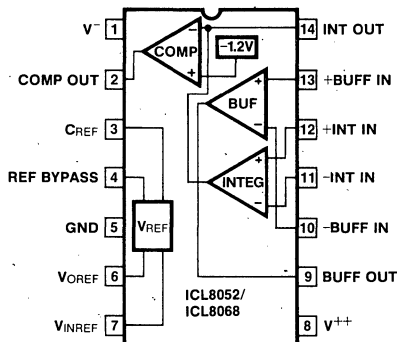 V⁻ 1
COMP OUT 2
CREF 3
REF BYPASS 4
GND 5
VOREF 6
VINREF 7
COMP
−
+
−1.2V
BUF
+
−
INTEG
+
−
VREF
ICL8052/
ICL8068
14 INT OUT
13 +BUFF IN
12 +INT IN
11 -INT IN
10 -BUFF IN
9 BUFF OUT
8 V++